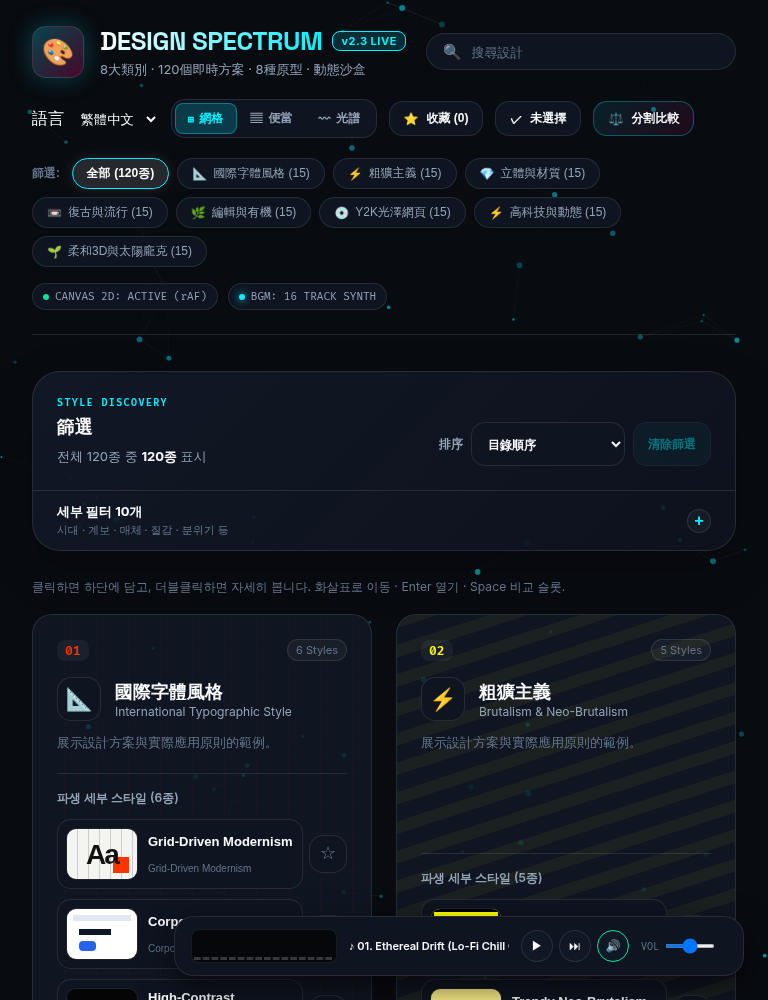 DESIGN SPECTRUM
v2.3 LIVE
8大類別 · 120個即時方案 · 8種原型 · 動態沙盒
搜尋設計
語言
繁體中文
網格
便當
光譜
收藏 (0)
未選擇
分割比較
篩選:
全部 (120종)
國際字體風格 (15)
粗獷主義 (15)
立體與材質 (15)
復古與流行 (15)
編輯與有機 (15)
Y2K光澤網頁 (15)
高科技與動態 (15)
柔和3D與太陽龐克 (15)
CANVAS 2D: ACTIVE (rAF)
BGM: 16 TRACK SYNTH
STYLE DISCOVERY
篩選
전체 120종 중 120종 표시
排序
目錄順序
清除篩選
세부 필터 10개
시대 · 계보 · 매체 · 질감 · 분위기 등
+
클릭하면 하단에 담고, 더블클릭하면 자세히 봅니다. 화살표로 이동 · Enter 열기 · Space 비교 슬롯.
01
6 Styles
國際字體風格
International Typographic Style
展示設計方案與實際應用原則的範例。
파생 세부 스타일 (6종)
Aa
Grid-Driven Modernism
Grid-Driven Modernism
High-Contrast
02
5 Styles
粗獷主義
Brutalism & Neo-Brutalism
展示設計方案與實際應用原則的範例。
파생 세부 스타일 (5종)
Trendy Neo-Brutalism
♪ 01. Ethereal Drift (Lo-Fi Chill
VOL